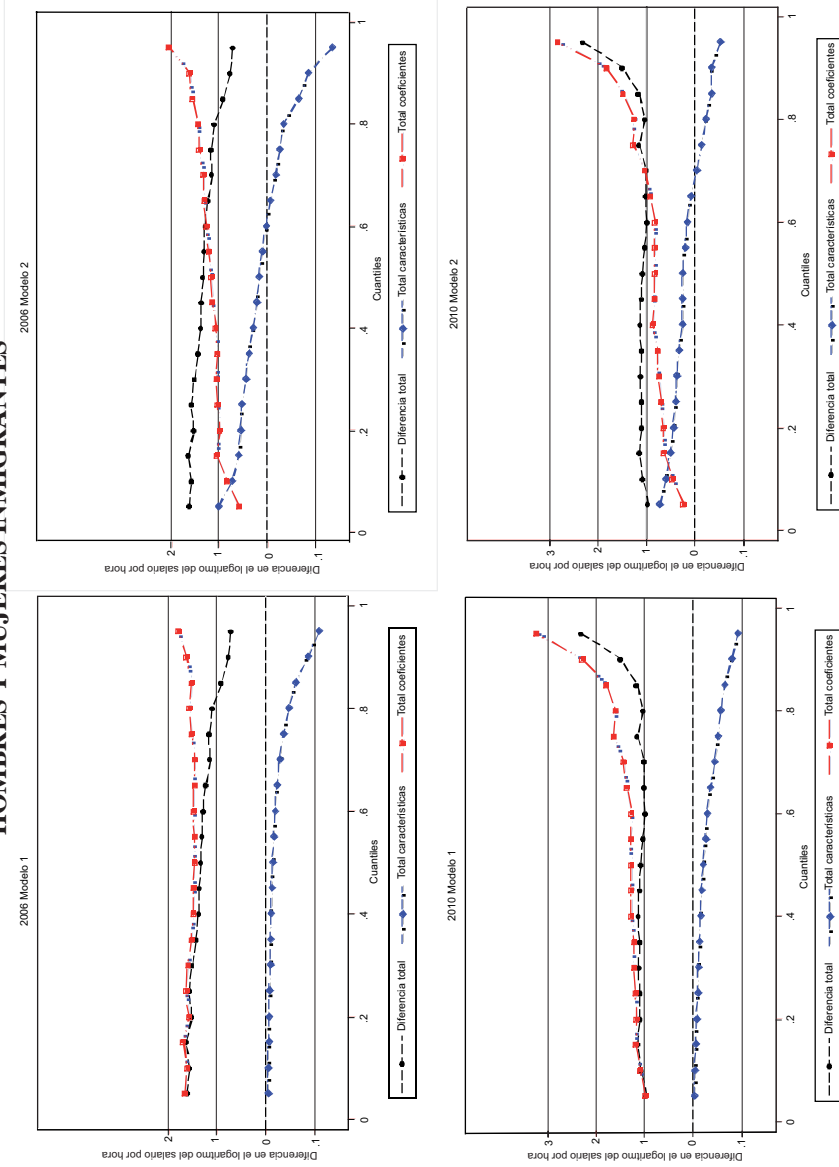 HOMBRES Y MUJERES INMIGRANTES
2006 Modelo 1
Diferencia en el logaritmo del salario por hora
2
1
0
.1
0
.2
.4
.6
.8
1
Cuantiles
Diferencia total
Total características
Total coeficientes
2006 Modelo 2
Diferencia en el logaritmo del salario por hora
2
1
0
.1
0
.2
.4
.6
.8
1
Cuantiles
Diferencia total
Total características
Total coeficientes
2010 Modelo 1
Diferencia en el logaritmo del salario por hora
3
2
1
0
.1
0
.2
.4
.6
.8
1
Cuantiles
Diferencia total
Total características
Total coeficientes
2010 Modelo 2
Diferencia en el logaritmo del salario por hora
3
2
1
0
.1
0
.2
.4
.6
.8
1
Cuantiles
Diferencia total
Total características
Total coeficientes